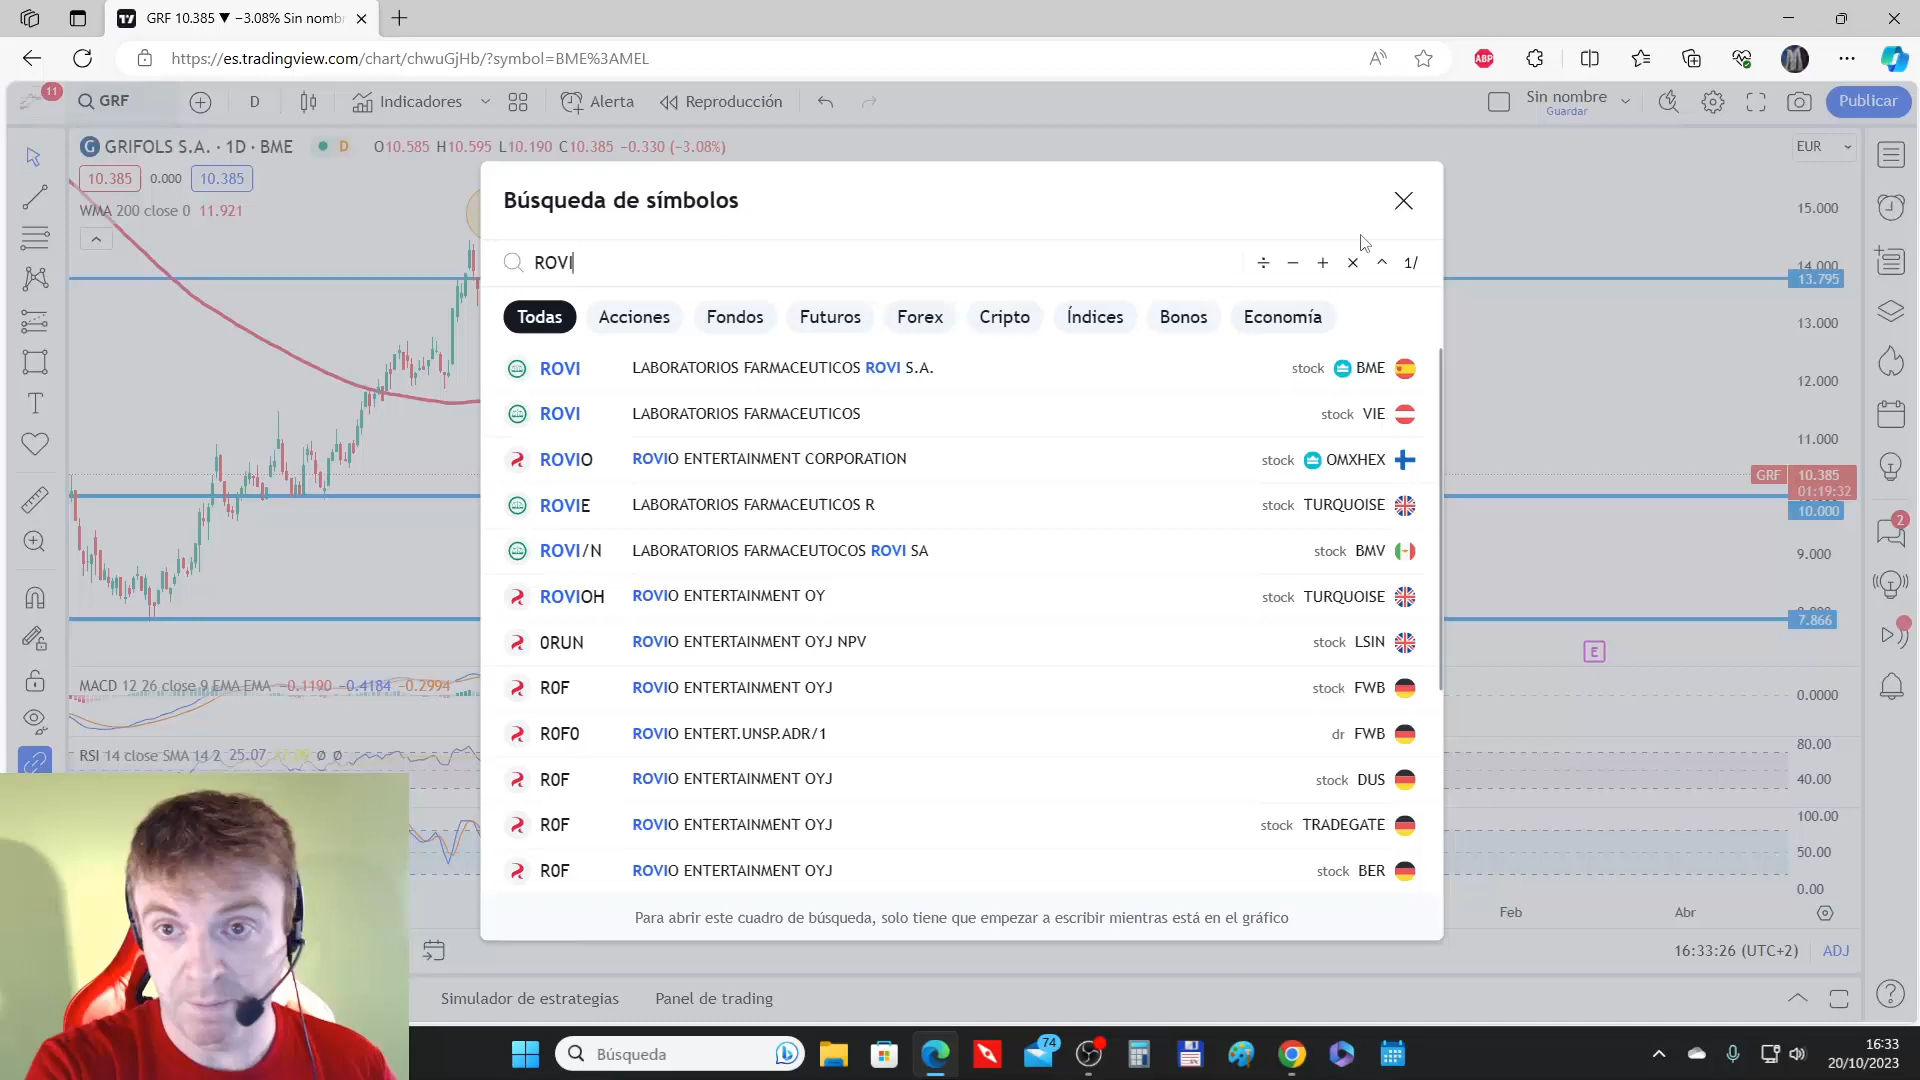 GRF 10.385 ▼ −3.08% Sin nombr
https://es.tradingview.com/chart/chwuGjHb/?symbol=BME%3AMEL
ABP
11
GRF
D
Indicadores
Alerta
Reproducción
Sin nombre
Guardar
Publicar
GRIFOLS S.A. · 1D · BME
D
O10.585 H10.595 L10.190 C10.385 −0.330 (−3.08%)
EUR
10.385
0.000
10.385
WMA 200 close 0 11.921
Búsqueda de símbolos
ROVI
÷ − + × ^ 1/
Todas
Acciones
Fondos
Futuros
Forex
Cripto
Índices
Bonos
Economía
ROVI LABORATORIOS FARMACEUTICOS ROVI S.A. stock BME
ROVI LABORATORIOS FARMACEUTICOS stock VIE
ROVIO ROVIO ENTERTAINMENT CORPORATION stock OMXHEX
ROVIE LABORATORIOS FARMACEUTICOS R stock TURQUOISE
ROVI/N LABORATORIOS FARMACEUTOCOS ROVI SA stock BMV
ROVIOH ROVIO ENTERTAINMENT OY stock TURQUOISE
0RUN ROVIO ENTERTAINMENT OYJ NPV stock LSIN
R0F ROVIO ENTERTAINMENT OYJ stock FWB
R0F0 ROVIO ENTERT.UNSP.ADR/1 dr FWB
R0F ROVIO ENTERTAINMENT OYJ stock DUS
R0F ROVIO ENTERTAINMENT OYJ stock TRADEGATE
R0F ROVIO ENTERTAINMENT OYJ stock BER
Para abrir este cuadro de búsqueda, solo tiene que empezar a escribir mientras está en el gráfico
15.000
14.000
13.795
13.000
12.000
11.000
GRF 10.385
01:19:32
10.000
9.000
7.866
E
2
MACD 12 26 close 9 EMA EMA −0.1190 −0.4184 −0.2994
0.0000
RSI 14 close SMA 14 2 25.07 ∅ ∅
80.00
40.00
100.00
50.00
0.00
Feb
Abr
16:33:26 (UTC+2)
ADJ
Simulador de estrategias
Panel de trading
Búsqueda
74
16:33
20/10/2023